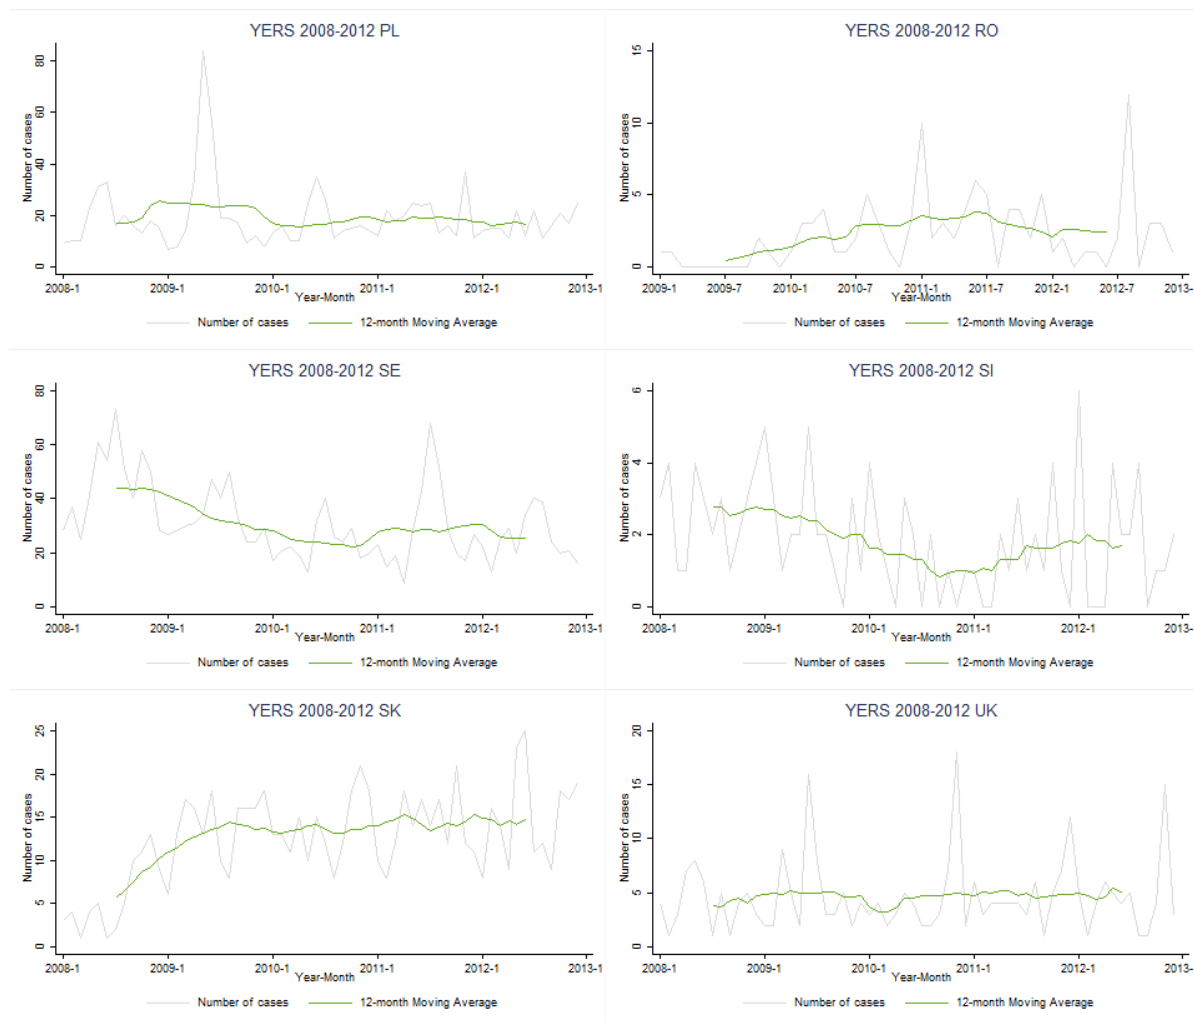 YERS 2008-2012 PL
Number of cases
80
60
40
20
0
2008-1 2009-1 2010-1 2011-1 2012-1 2013-1
Year-Month
Number of cases 12-month Moving Average
YERS 2008-2012 RO
Number of cases
15
10
5
0
2009-1 2009-7 2010-1 2010-7 2011-1 2011-7 2012-1 2012-7 2013-
Year-Month
Number of cases 12-month Moving Average
YERS 2008-2012 SE
Number of cases
80
60
40
20
0
2008-1 2009-1 2010-1 2011-1 2012-1 2013-1
Year-Month
Number of cases 12-month Moving Average
YERS 2008-2012 SI
Number of cases
6
4
2
0
2008-1 2009-1 2010-1 2011-1 2012-1 2013-
Year-Month
Number of cases 12-month Moving Average
YERS 2008-2012 SK
Number of cases
25
20
15
10
5
0
2008-1 2009-1 2010-1 2011-1 2012-1 2013-1
Year-Month
Number of cases 12-month Moving Average
YERS 2008-2012 UK
Number of cases
20
15
10
5
0
2008-1 2009-1 2010-1 2011-1 2012-1 2013-
Year-Month
Number of cases 12-month Moving Average